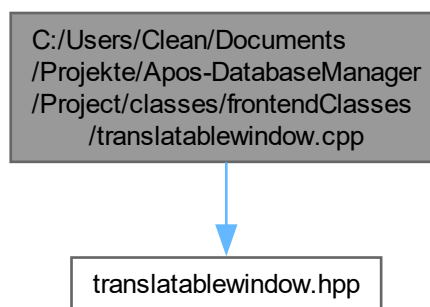 C:/Users/Clean/Documents
/Projekte/Apos-DatabaseManager
/Project/classes/frontendClasses
/translatablewindow.cpp
translatablewindow.hpp